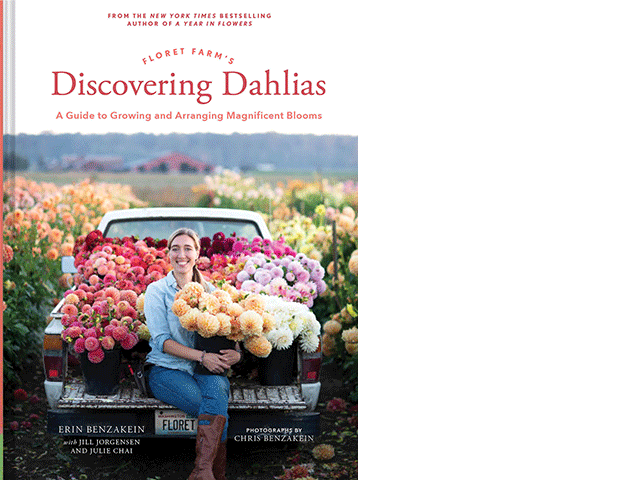 FROM THE NEW YORK TIMES BESTSELLING
AUTHOR OF A YEAR IN FLOWERS
FLORET FARM'S
Discovering Dahlias
A Guide to Growing and Arranging Magnificent Blooms
FLORET
ERIN BENZAKEIN
with JILL JORGENSEN
AND JULIE CHAI
PHOTOGRAPHS BY
CHRIS BENZAKEIN